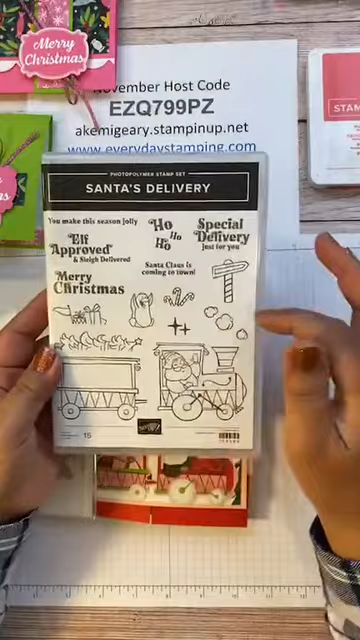 Merry
Christmas
November Host Code
EZQ799PZ
akemigeary.stampinup.net
www.everydaystamping.com
STAM
PHOTOPOLYMER STAMP SET
SANTA'S DELIVERY
You make this season jolly
Ho
Ho
Ho
Special
Delivery
just for you
Elf
Approved
& Sleigh Delivered
Santa Claus is
coming to town!
Merry
Christmas
15